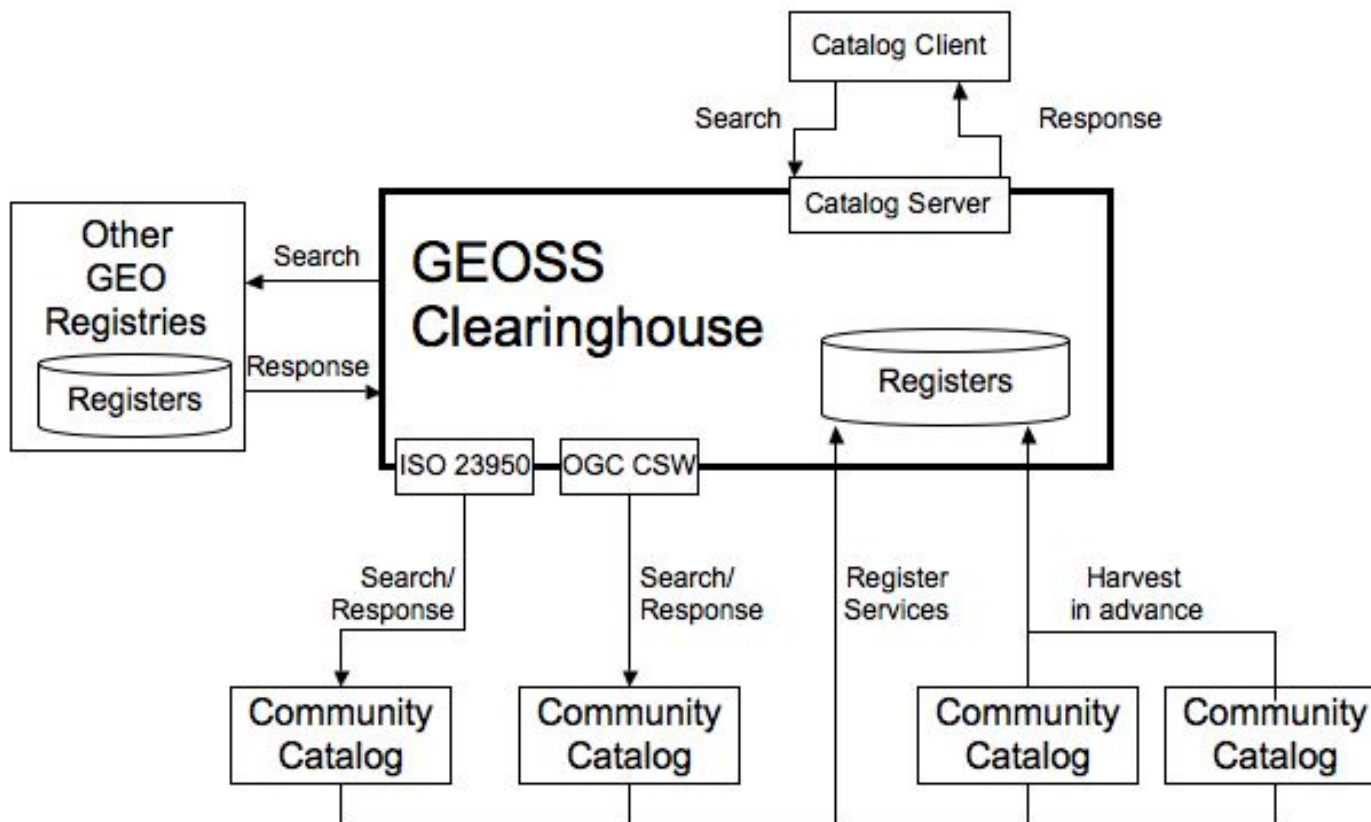 Catalog Client
Search
Response
Catalog Server
Other
GEO
Registries
Registers
Search
Response
GEOSS
Clearinghouse
Registers
ISO 23950
OGC CSW
Search/
Response
Search/
Response
Register
Services
Harvest
in advance
Community
Catalog
Community
Catalog
Community
Catalog
Community
Catalog